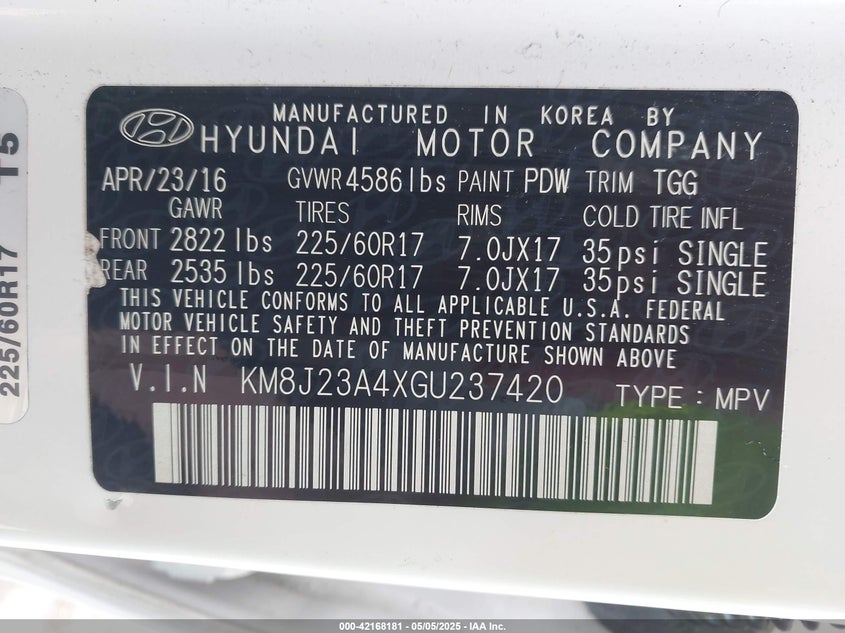 MANUFACTURED IN KOREA BY
HYUNDAI MOTOR COMPANY
APR/23/16 GVWR 4586 lbs PAINT PDW TRIM TGG
GAWR TIRES RIMS COLD TIRE INFL
FRONT 2822 lbs 225/60R17 7.0JX17 35psi SINGLE
REAR 2535 lbs 225/60R17 7.0JX17 35psi SINGLE
THIS VEHICLE CONFORMS TO ALL APPLICABLE U.S.A. FEDERAL
MOTOR VEHICLE SAFETY AND THEFT PREVENTION STANDARDS
IN EFFECT ON THE DATE OF MANUFACTURE SHOWN ABOVE
V.I.N KM8J23A4XGU237420 TYPE : MPV
225/60R17 T5
000-42168181 - 05/05/2025 - IAA Inc.